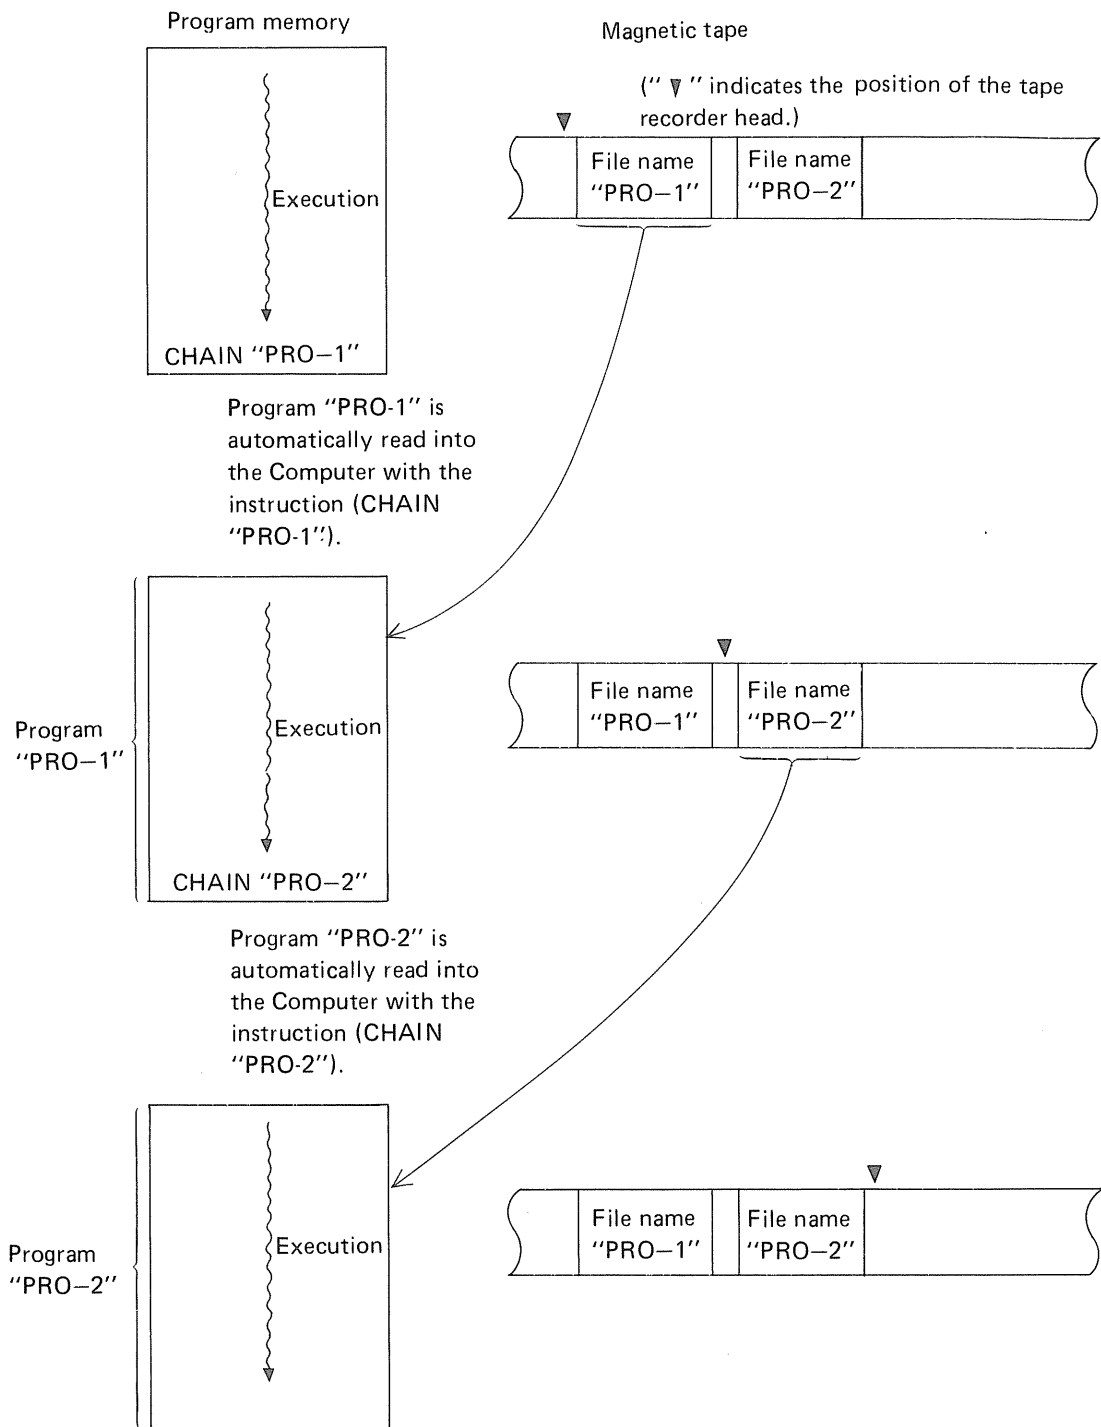 Program memory
Magnetic tape
(“ ▼ ” indicates the position of the tape
recorder head.)
File name
“PRO–1”
File name
“PRO–2”
Execution
CHAIN “PRO–1”
Program “PRO-1” is
automatically read into
the Computer with the
instruction (CHAIN
“PRO-1”).
Program
“PRO–1”
Execution
CHAIN “PRO–2”
File name
“PRO–1”
File name
“PRO–2”
Program “PRO-2” is
automatically read into
the Computer with the
instruction (CHAIN
“PRO-2”).
Program
“PRO–2”
Execution
File name
“PRO–1”
File name
“PRO–2”